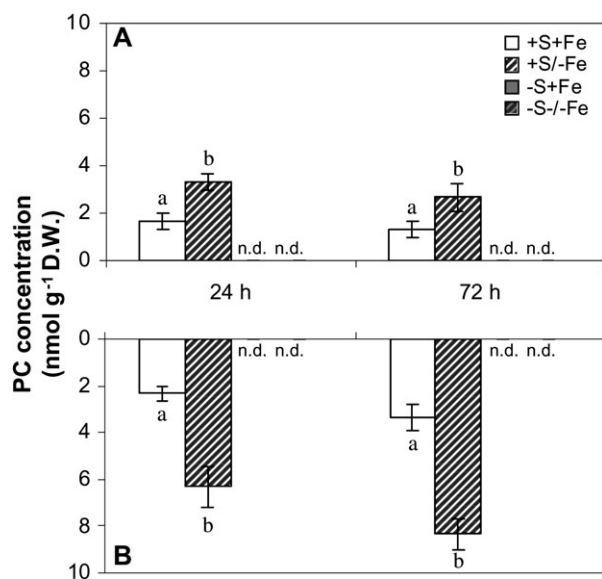 10
A
+S+Fe
+S/-Fe
-S+Fe
-S-/-Fe
8
6
4
b
b
a
a
2
n.d. n.d.
n.d. n.d.
0
24 h
72 h
PC concentration
(nmol g⁻¹ D.W.)
0
n.d. n.d.
n.d. n.d.
2
a
a
4
6
b
8
b
B
10